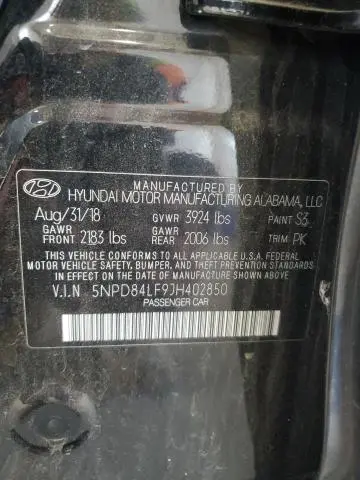 MANUFACTURED BY
HYUNDAI MOTOR MANUFACTURING ALABAMA, LLC
Aug/31/18 GVWR 3924 lbs PAINT S3
GAWR FRONT 2183 lbs GAWR REAR 2006 lbs TRIM PK
THIS VEHICLE CONFORMS TO ALL APPLICABLE U.S.A. FEDERAL
MOTOR VEHICLE SAFETY, BUMPER, AND THEFT PREVENTION STANDARDS
IN EFFECT ON THE DATE OF MANUFACTURE SHOWN ABOVE.
V.I.N 5NPD84LF9JH402850
PASSENGER CAR